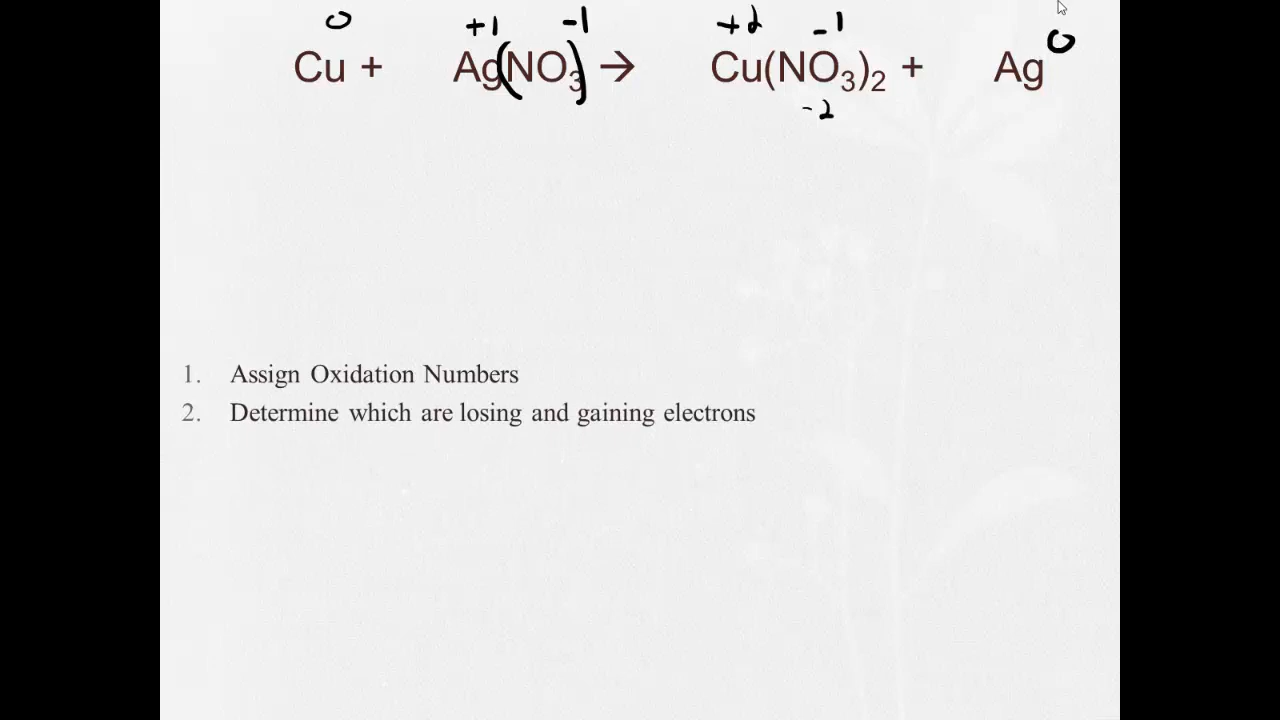 0 +1 -1 +2 -1 0
Cu + Ag(NO₃) → Cu(NO₃)₂ + Ag
-2
1. Assign Oxidation Numbers
2. Determine which are losing and gaining electrons